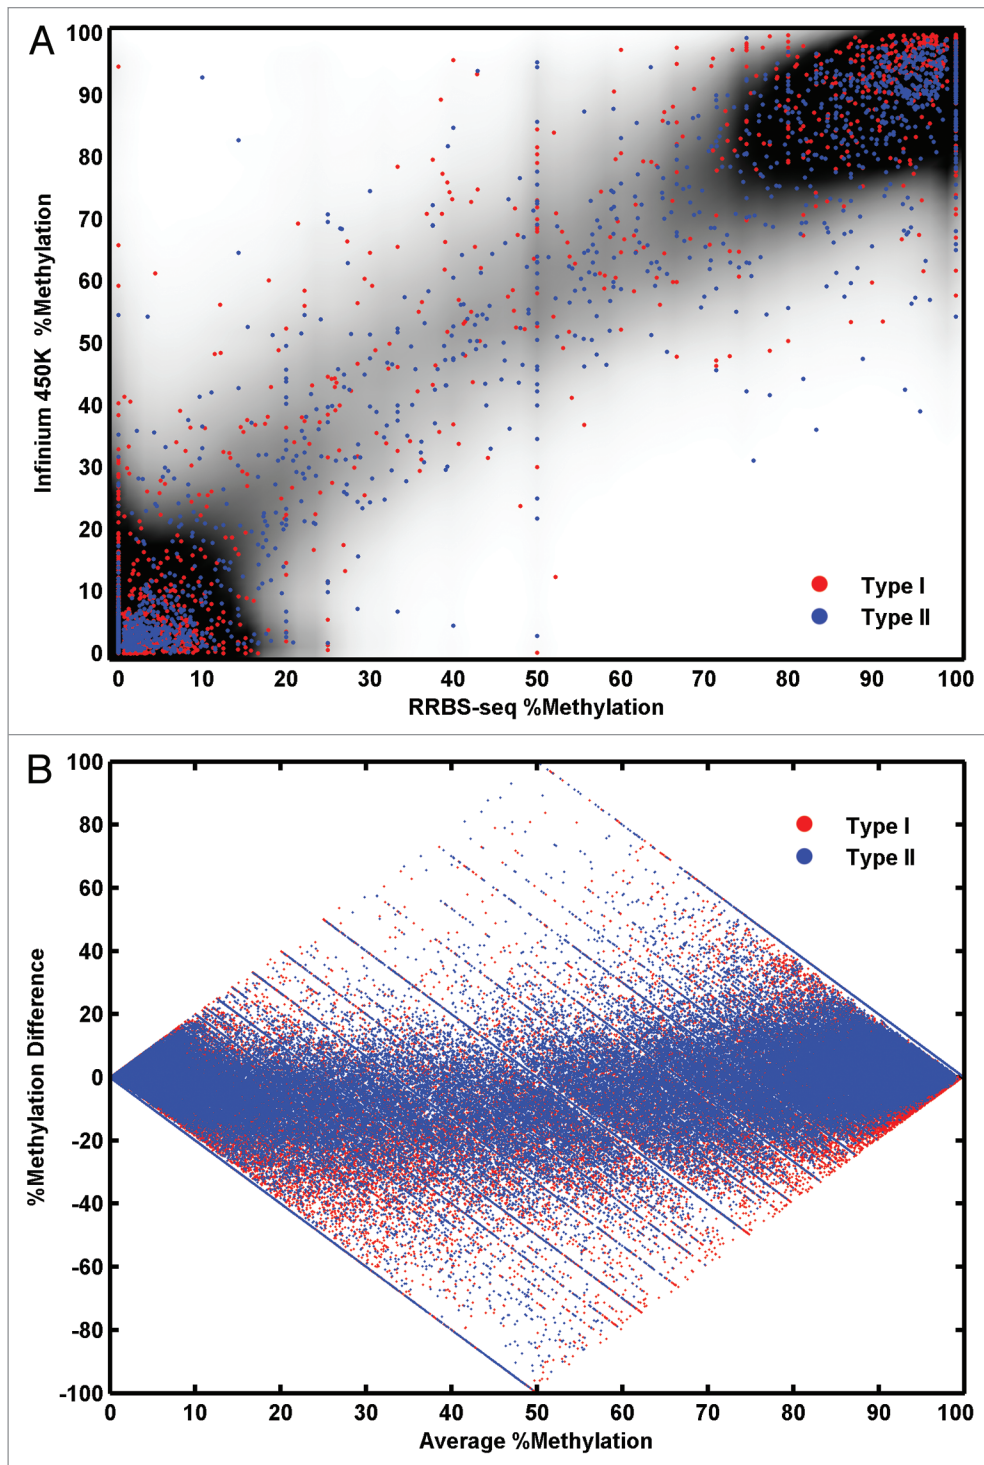 A
100
90
80
70
60
50
40
30
20
10
0
Infinium 450K %Methylation
Type I
Type II
0 10 20 30 40 50 60 70 80 90 100
RRBS-seq %Methylation
B
100
80
60
40
20
0
-20
-40
-60
-80
-100
%Methylation Difference
Type I
Type II
0 10 20 30 40 50 60 70 80 90 100
Average %Methylation